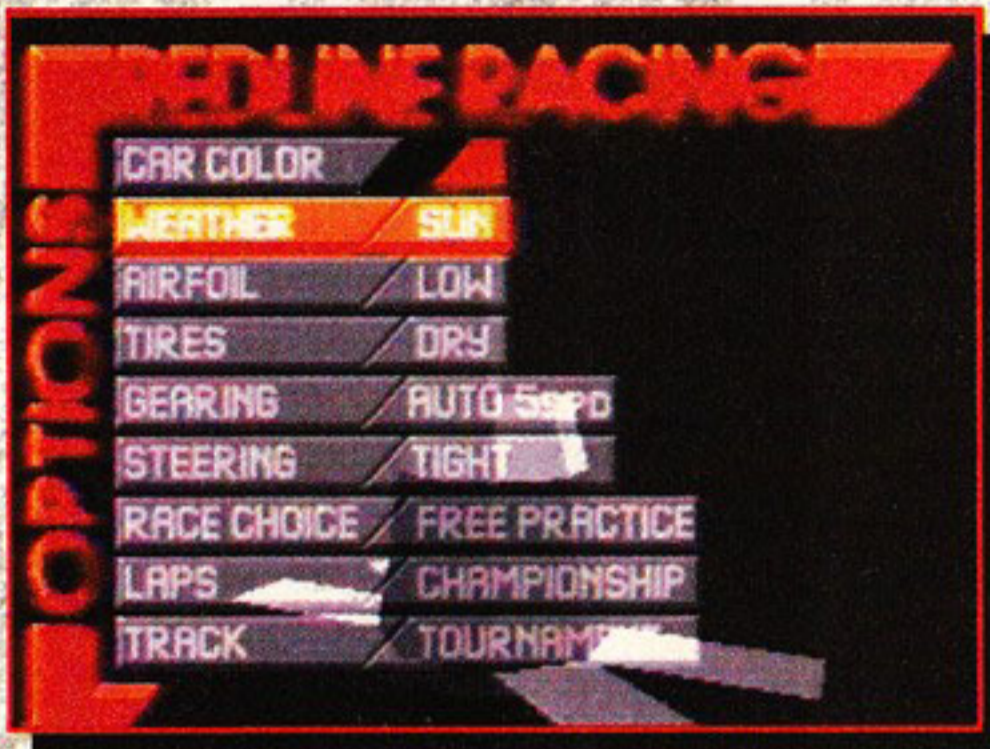 REDLINE RACING
OPTIONS
CAR COLOR
WEATHER SUN
AIRFOIL LOW
TIRES DRY
GEARING AUTO 5SPD
STEERING TIGHT
RACE CHOICE FREE PRACTICE
LAPS CHAMPIONSHIP
TRACK